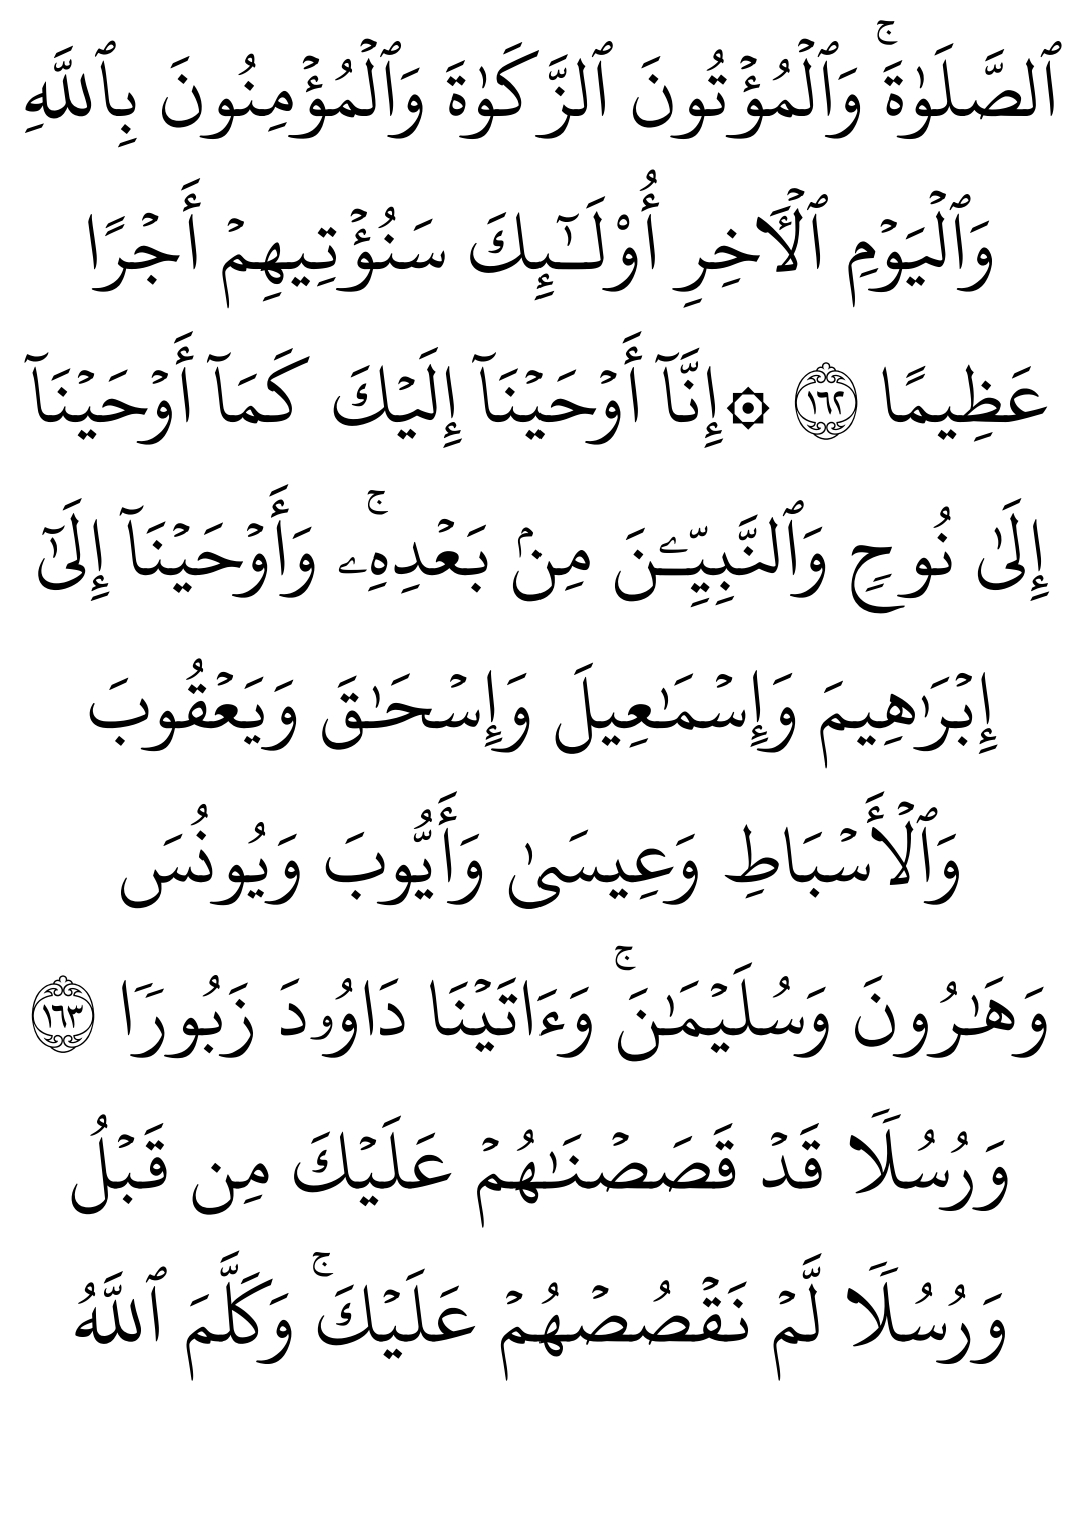 ٱلصَّلَوٰةَۚ وَٱلۡمُؤۡتُونَ ٱلزَّكَوٰةَ وَٱلۡمُؤۡمِنُونَ بِٱللَّهِ
وَٱلۡيَوۡمِ ٱلۡأٓخِرِ أُوْلَـٰٓئِكَ سَنُؤۡتِيهِمۡ أَجۡرًا
عَظِيمًا ١٦٢ ۞إِنَّآ أَوۡحَيۡنَآ إِلَيۡكَ كَمَآ أَوۡحَيۡنَآ
إِلَىٰ نُوحࣲ وَٱلنَّبِيِّـۧنَ مِنۢ بَعۡدِهِۦۚ وَأَوۡحَيۡنَآ إِلَىٰٓ
إِبۡرَٰهِيمَ وَإِسۡمَـٰعِيلَ وَإِسۡحَـٰقَ وَيَعۡقُوبَ
وَٱلۡأَسۡبَاطِ وَعِيسَىٰ وَأَيُّوبَ وَيُونُسَ
وَهَـٰرُونَ وَسُلَيۡمَـٰنَۚ وَءَاتَيۡنَا دَاوُۥدَ زَبُورࣰا ١٦٣
وَرُسُلࣰا قَدۡ قَصَصۡنَـٰهُمۡ عَلَيۡكَ مِن قَبۡلُ
وَرُسُلࣰا لَّمۡ نَقۡصُصۡهُمۡ عَلَيۡكَۚ وَكَلَّمَ ٱللَّهُ